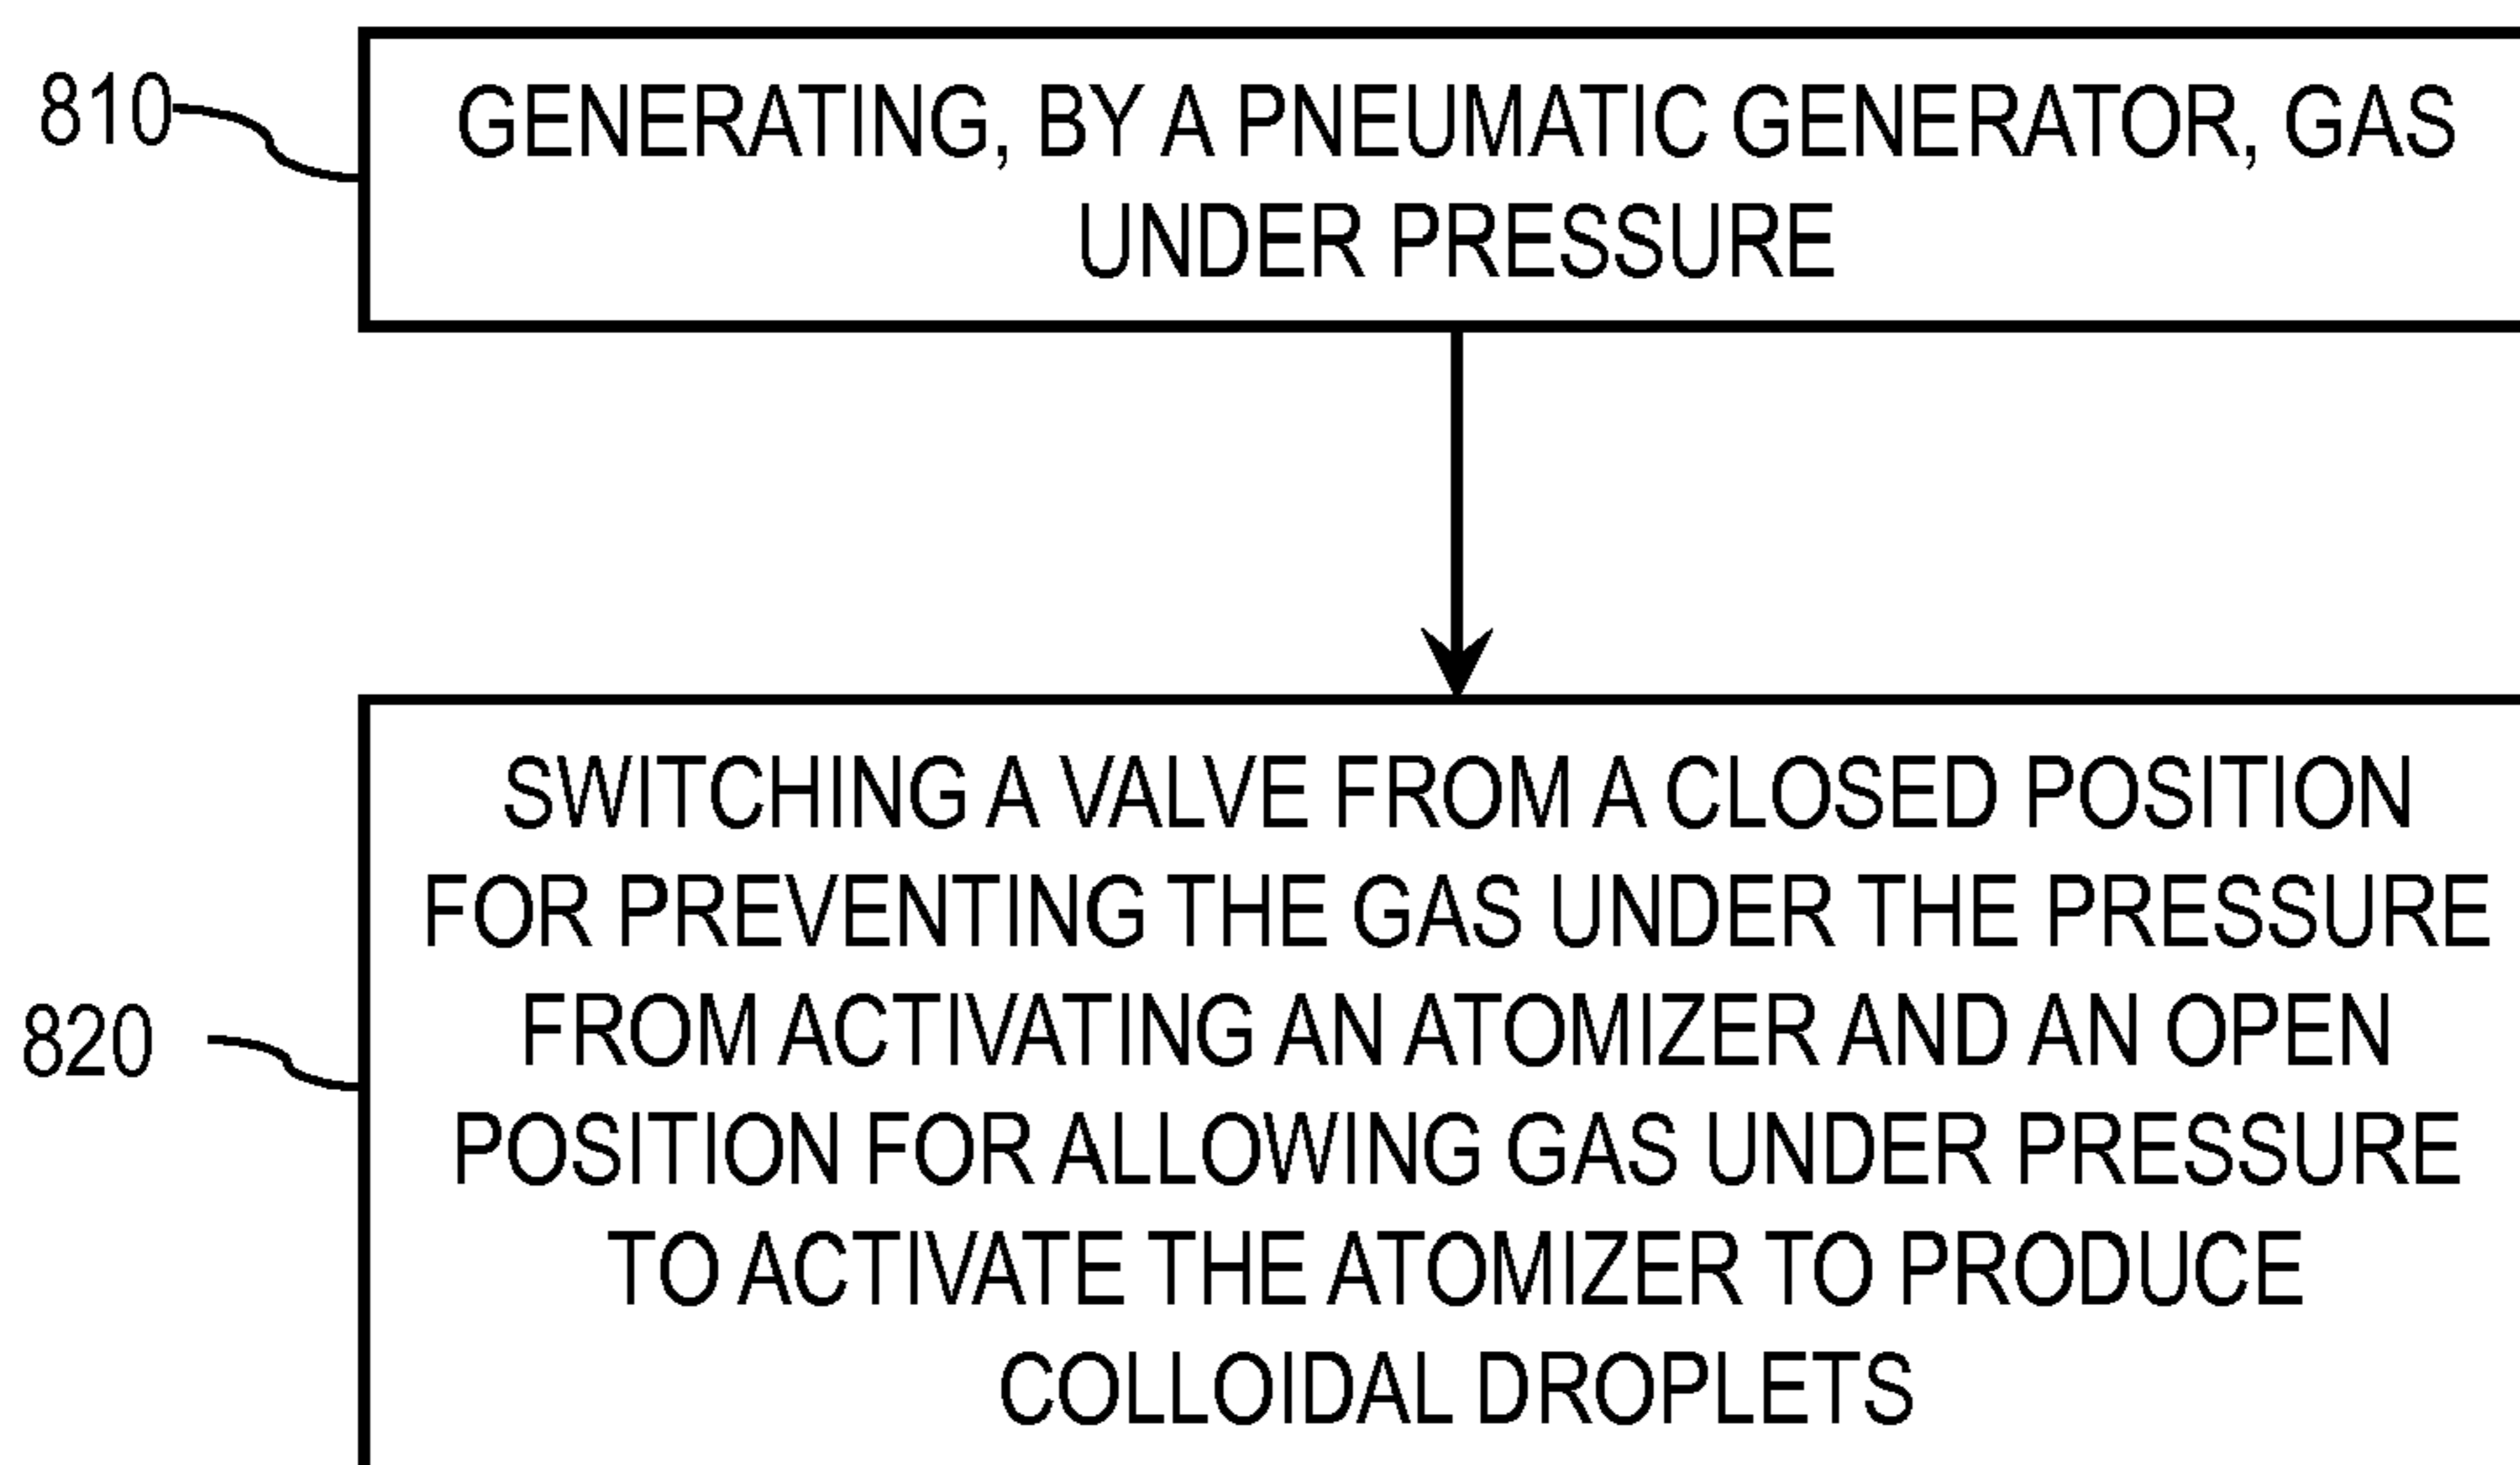 810
GENERATING, BY A PNEUMATIC GENERATOR, GAS
UNDER PRESSURE
SWITCHING A VALVE FROM A CLOSED POSITION
FOR PREVENTING THE GAS UNDER THE PRESSURE
FROM ACTIVATING AN ATOMIZER AND AN OPEN
820
POSITION FOR ALLOWING GAS UNDER PRESSURE
TO ACTIVATE THE ATOMIZER TO PRODUCE
COLLOIDAL DROPLETS